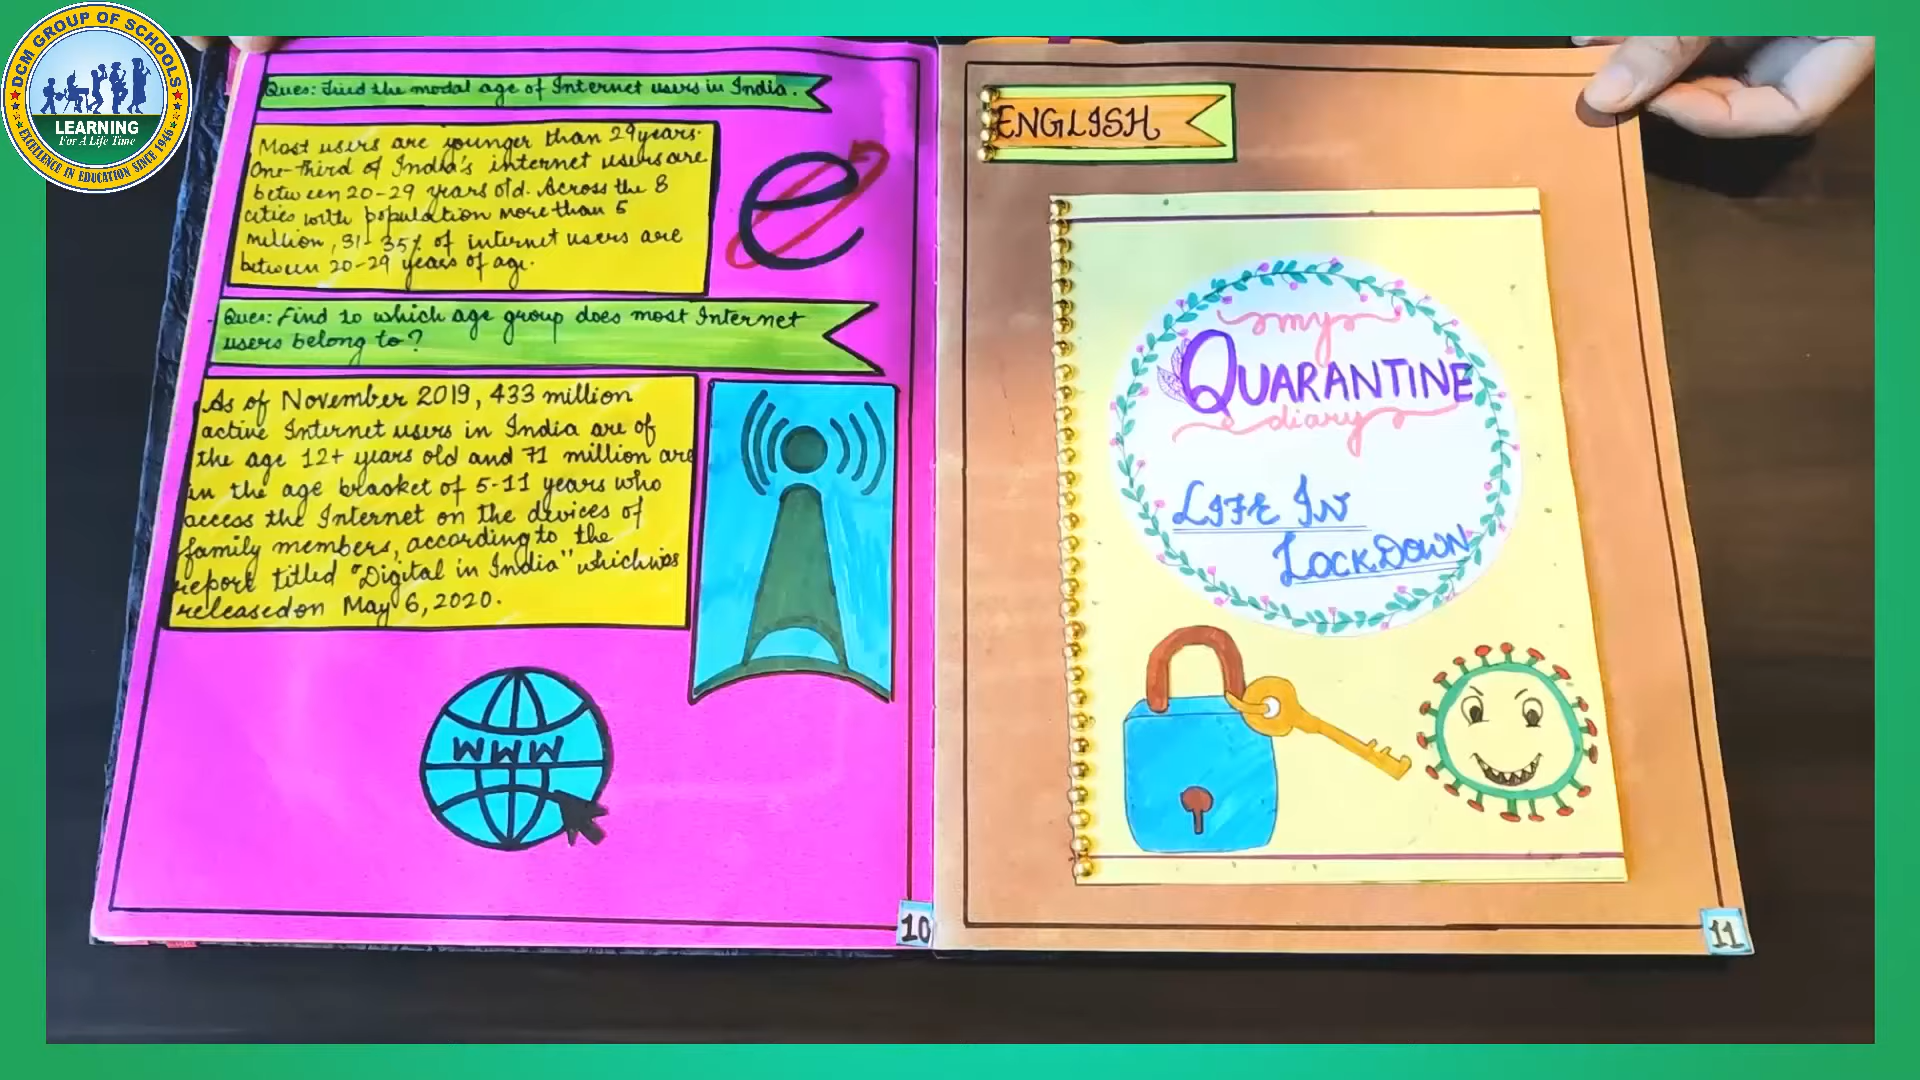 DCM GROUP OF SCHOOLS
LEARNING
For A Life Time
EXCELLENCE IN EDUCATION SINCE 1946
Ques: Find the modal age of Internet users in India.
Most users are younger than 29 years.
One-third of India's internet users are
between 20-29 years old. Across the 8
cities with population more than 5
million, 31-35% of internet users are
between 20-29 years of age.
Ques: Find to which age group does most Internet
users belong to?
As of November 2019, 433 million
active Internet users in India are of
the age 12+ years old and 71 million are
in the age bracket of 5-11 years who
access the Internet on the devices of
family members, according to the
report titled "Digital in India" which was
released on May 6, 2020.
WWW
10
ENGLISH
my
QUARANTINE
diary
LIFE IN
LOCKDOWN
11